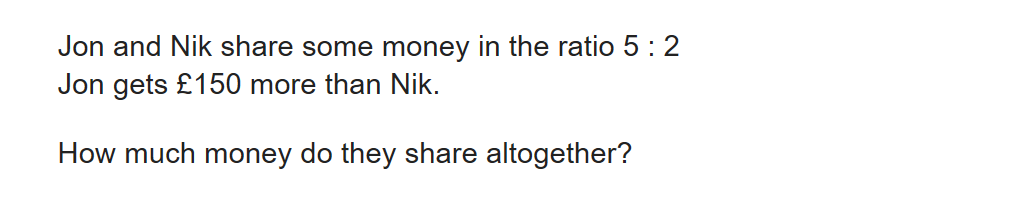 Jon and Nik share some money in the ratio 5 : 2
Jon gets £150 more than Nik.
How much money do they share altogether?